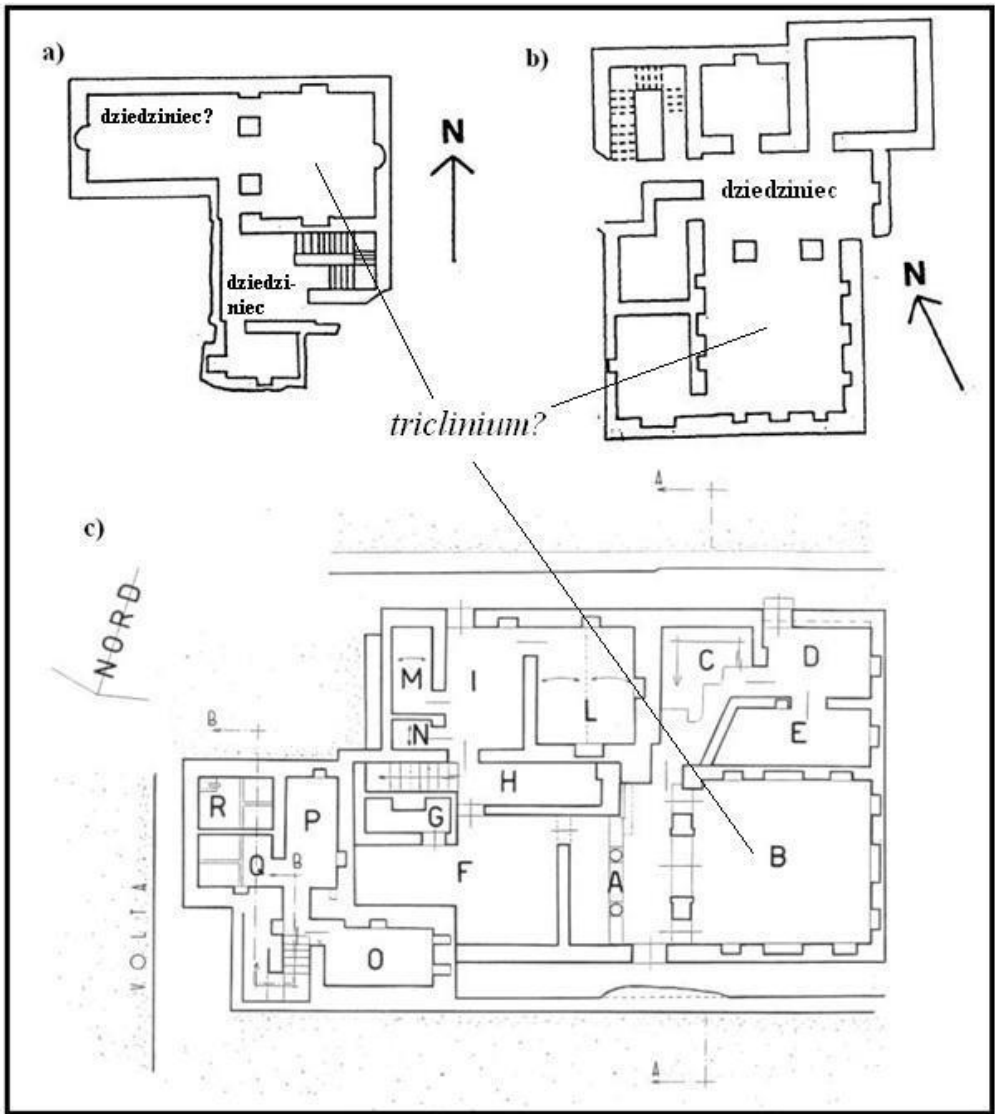 a)
dziedziniec?
N
dziedzi-
niec
b)
dziedziniec
N
triclinium?
c)
NORD
A
A
B
B
VOLTA
M
I
L
C
D
N
E
H
R
P
G
Q
F
A
B
O